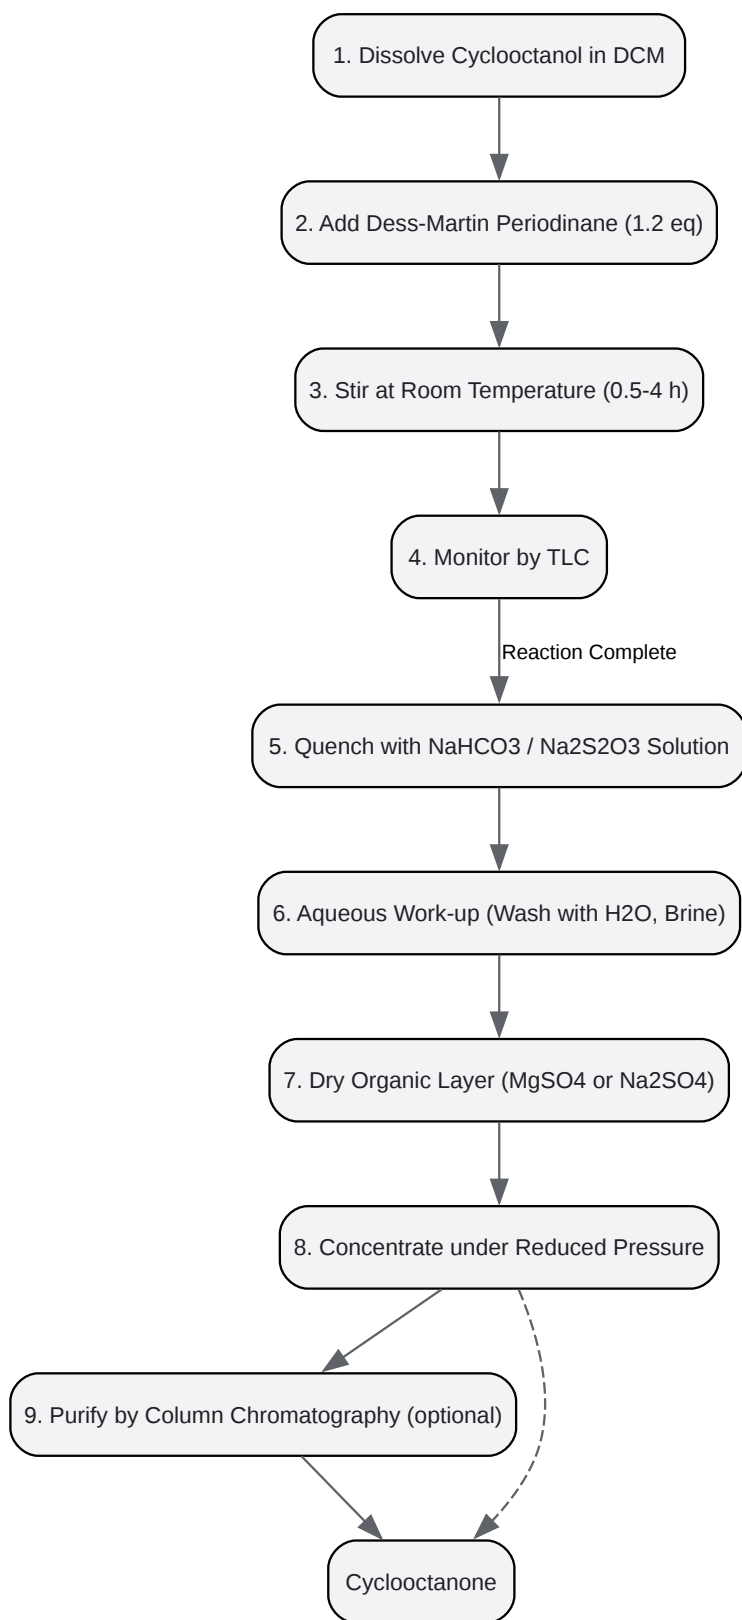 1. Dissolve Cyclooctanol in DCM
2. Add Dess-Martin Periodinane (1.2 eq)
3. Stir at Room Temperature (0.5-4 h)
4. Monitor by TLC
Reaction Complete
5. Quench with NaHCO3 / Na2S2O3 Solution
6. Aqueous Work-up (Wash with H2O, Brine)
7. Dry Organic Layer (MgSO4 or Na2SO4)
8. Concentrate under Reduced Pressure
9. Purify by Column Chromatography (optional)
Cyclooctanone